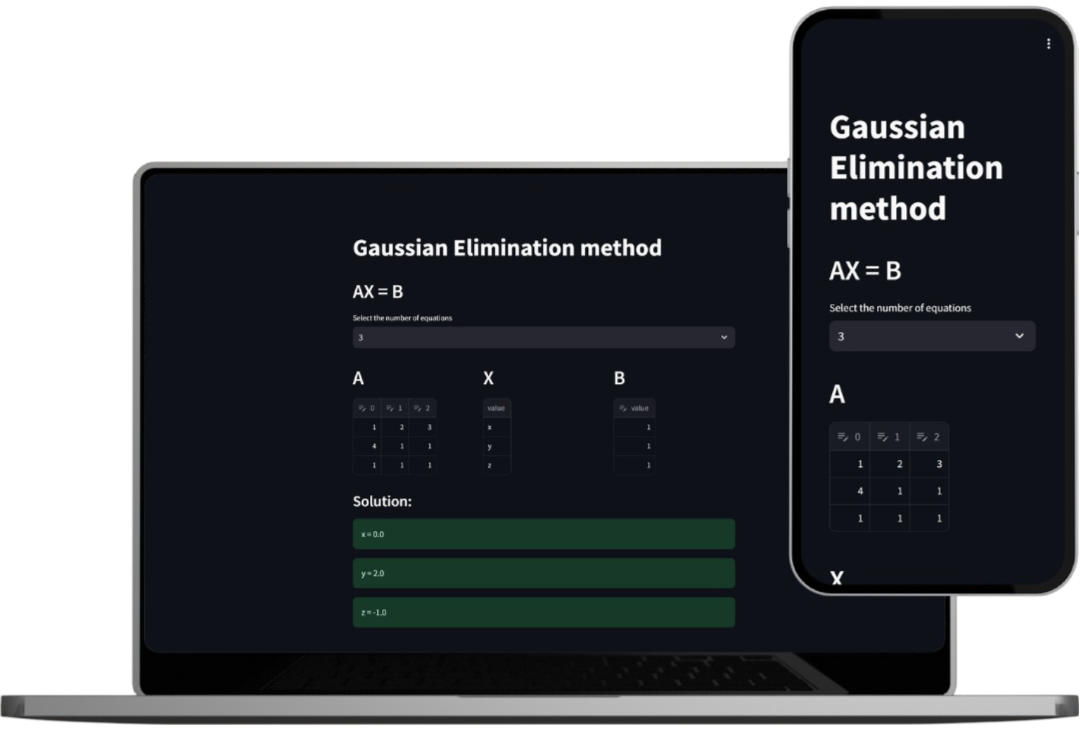 Gaussian Elimination method
AX = B
Select the number of equations
3
A X B
0 1 2 value value
1 2 3 x 1
4 1 1 y 1
1 1 1 z 1
Solution:
x = 0.0
y = 2.0
z = -1.0
Gaussian
Elimination
method
AX = B
Select the number of equations
3
A
0 1 2
1 2 3
4 1 1
1 1 1
X